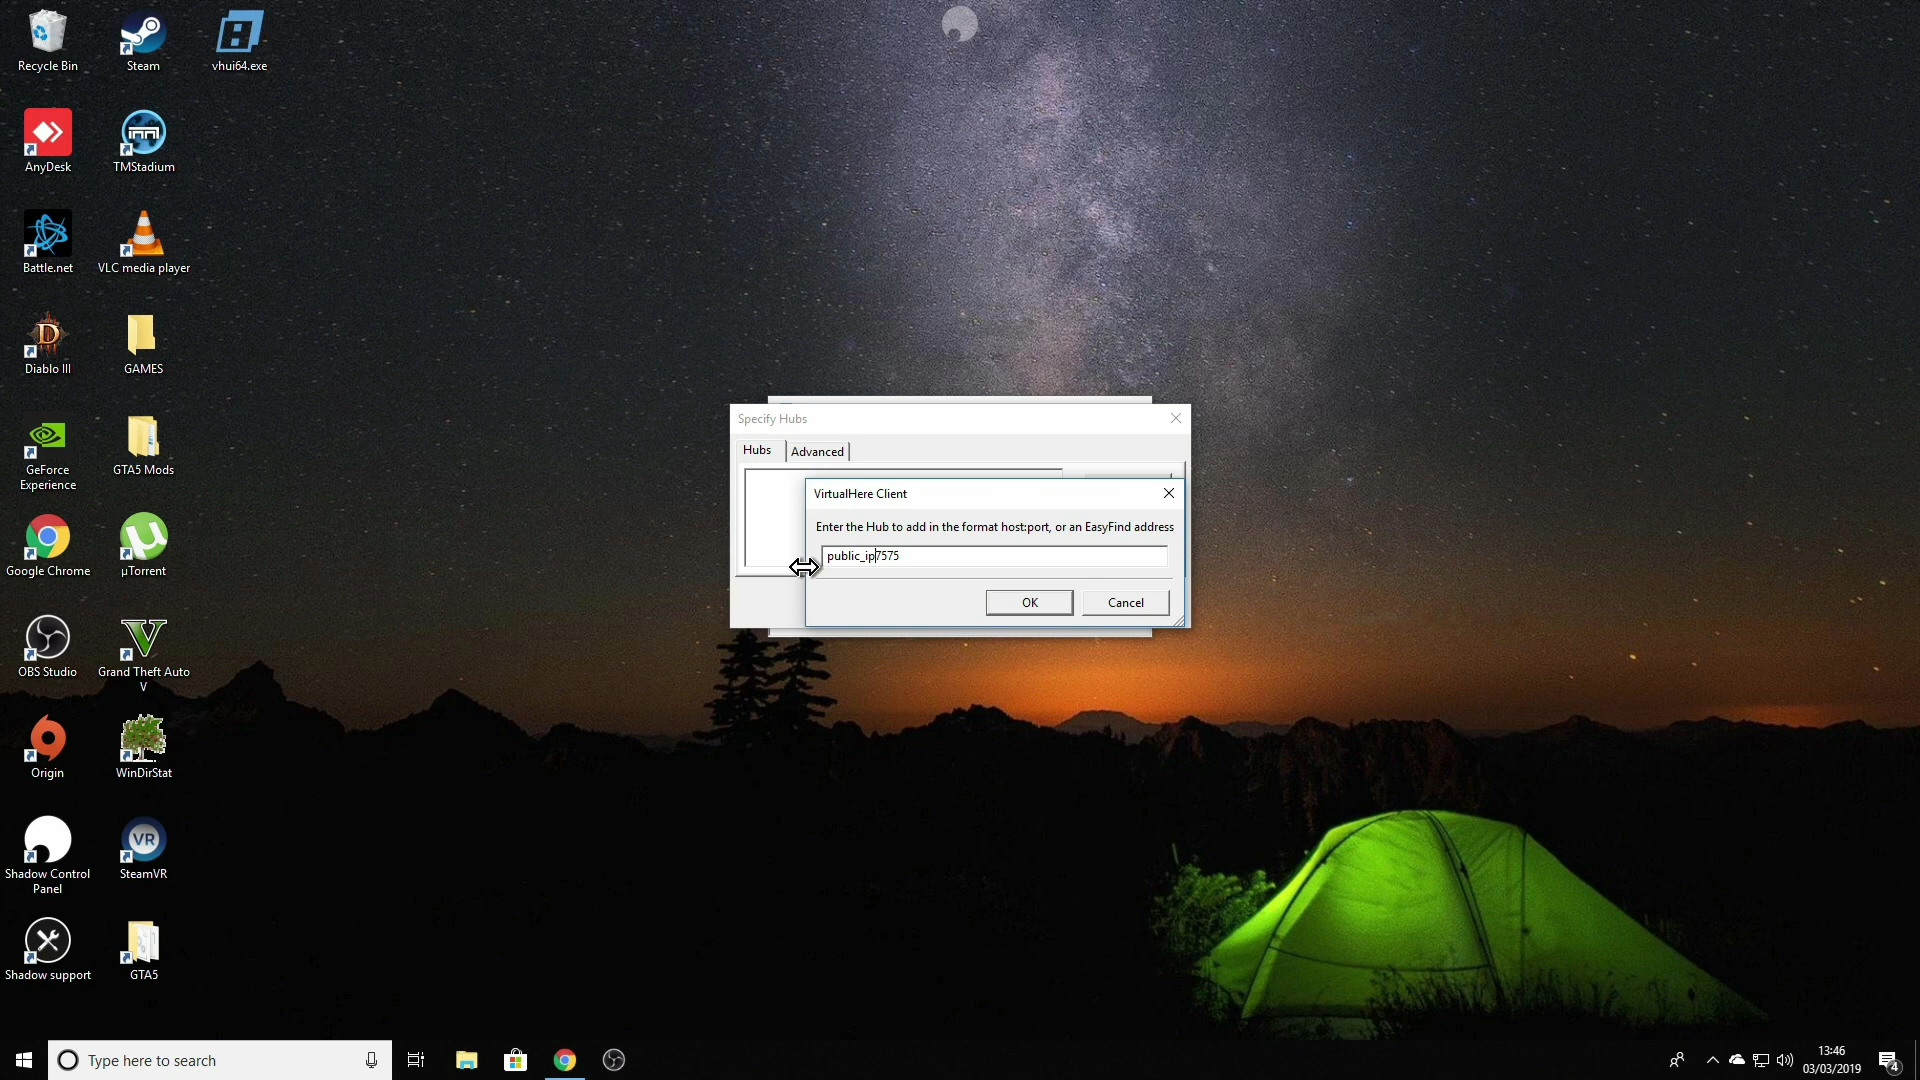 Recycle Bin
Steam
vhui64.exe
AnyDesk
TMStadium
Battle.net
VLC media player
Diablo III
GAMES
GeForce
Experience
GTA5 Mods
Google Chrome
µTorrent
OBS Studio
Grand Theft Auto
V
Origin
WinDirStat
Shadow Control
Panel
VR
SteamVR
Shadow support
GTA5
Specify Hubs
Hubs
Advanced
VirtualHere Client
Enter the Hub to add in the format host:port, or an EasyFind address
public_ip7575
OK
Cancel
Type here to search
13:46
03/03/2019
4